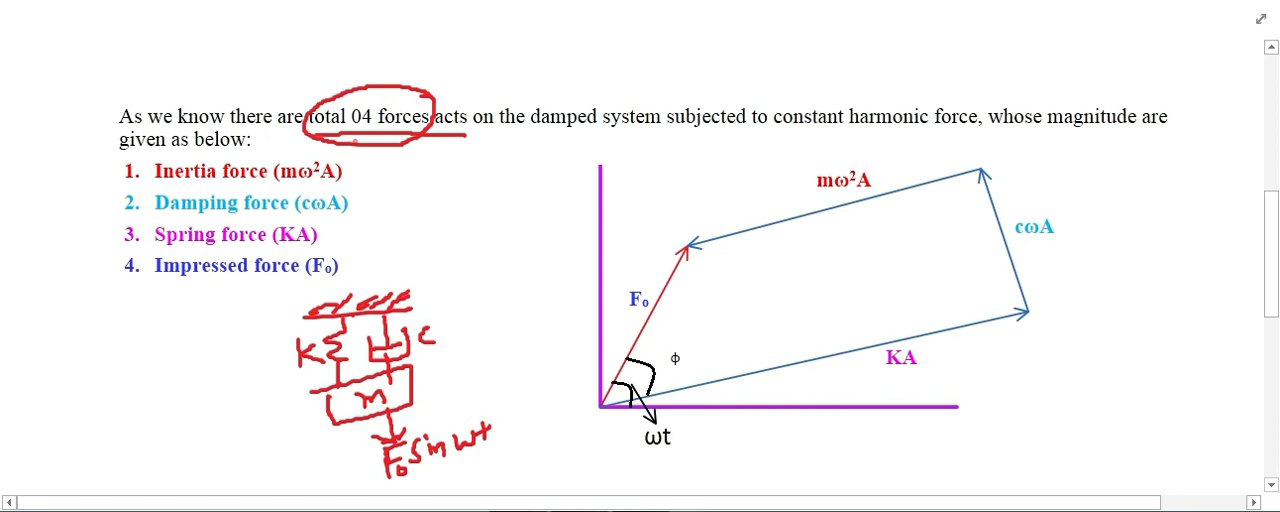 As we know there are total 04 forces acts on the damped system subjected to constant harmonic force, whose magnitude are
given as below:
1. Inertia force (mω²A)
2. Damping force (cωA)
3. Spring force (KA)
4. Impressed force (F₀)
mω²A
cωA
F₀
ϕ
KA
ωt
K
C
m
F₀ Sin ωt